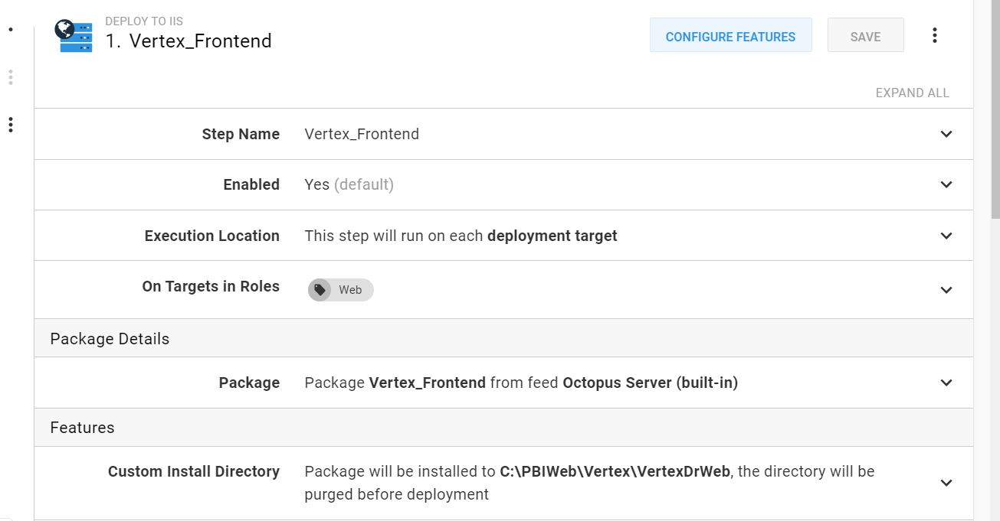 DEPLOY TO IIS
1. Vertex_Frontend
CONFIGURE FEATURES
SAVE
EXPAND ALL
Step Name Vertex_Frontend
Enabled Yes (default)
Execution Location This step will run on each deployment target
On Targets in Roles Web
Package Details
Package Package Vertex_Frontend from feed Octopus Server (built-in)
Features
Custom Install Directory Package will be installed to C:\PBIWeb\Vertex\VertexDrWeb, the directory will be
purged before deployment